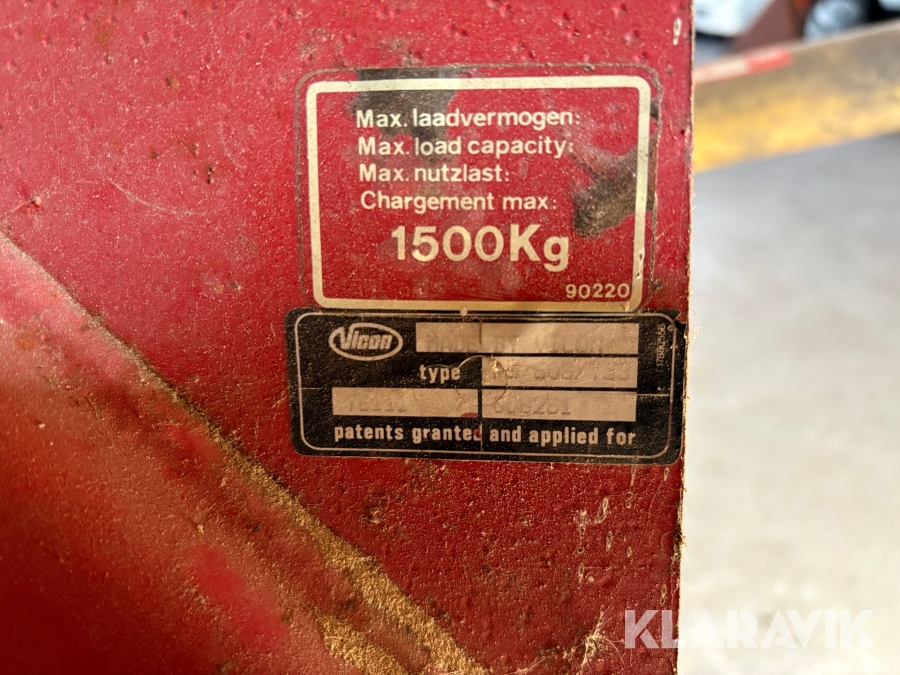 Max. laadvermogen:
Max. load capacity:
Max. nutzlast:
Chargement max:
1500Kg
90220
Vicon
type
patents granted and applied for
KLARAVIK